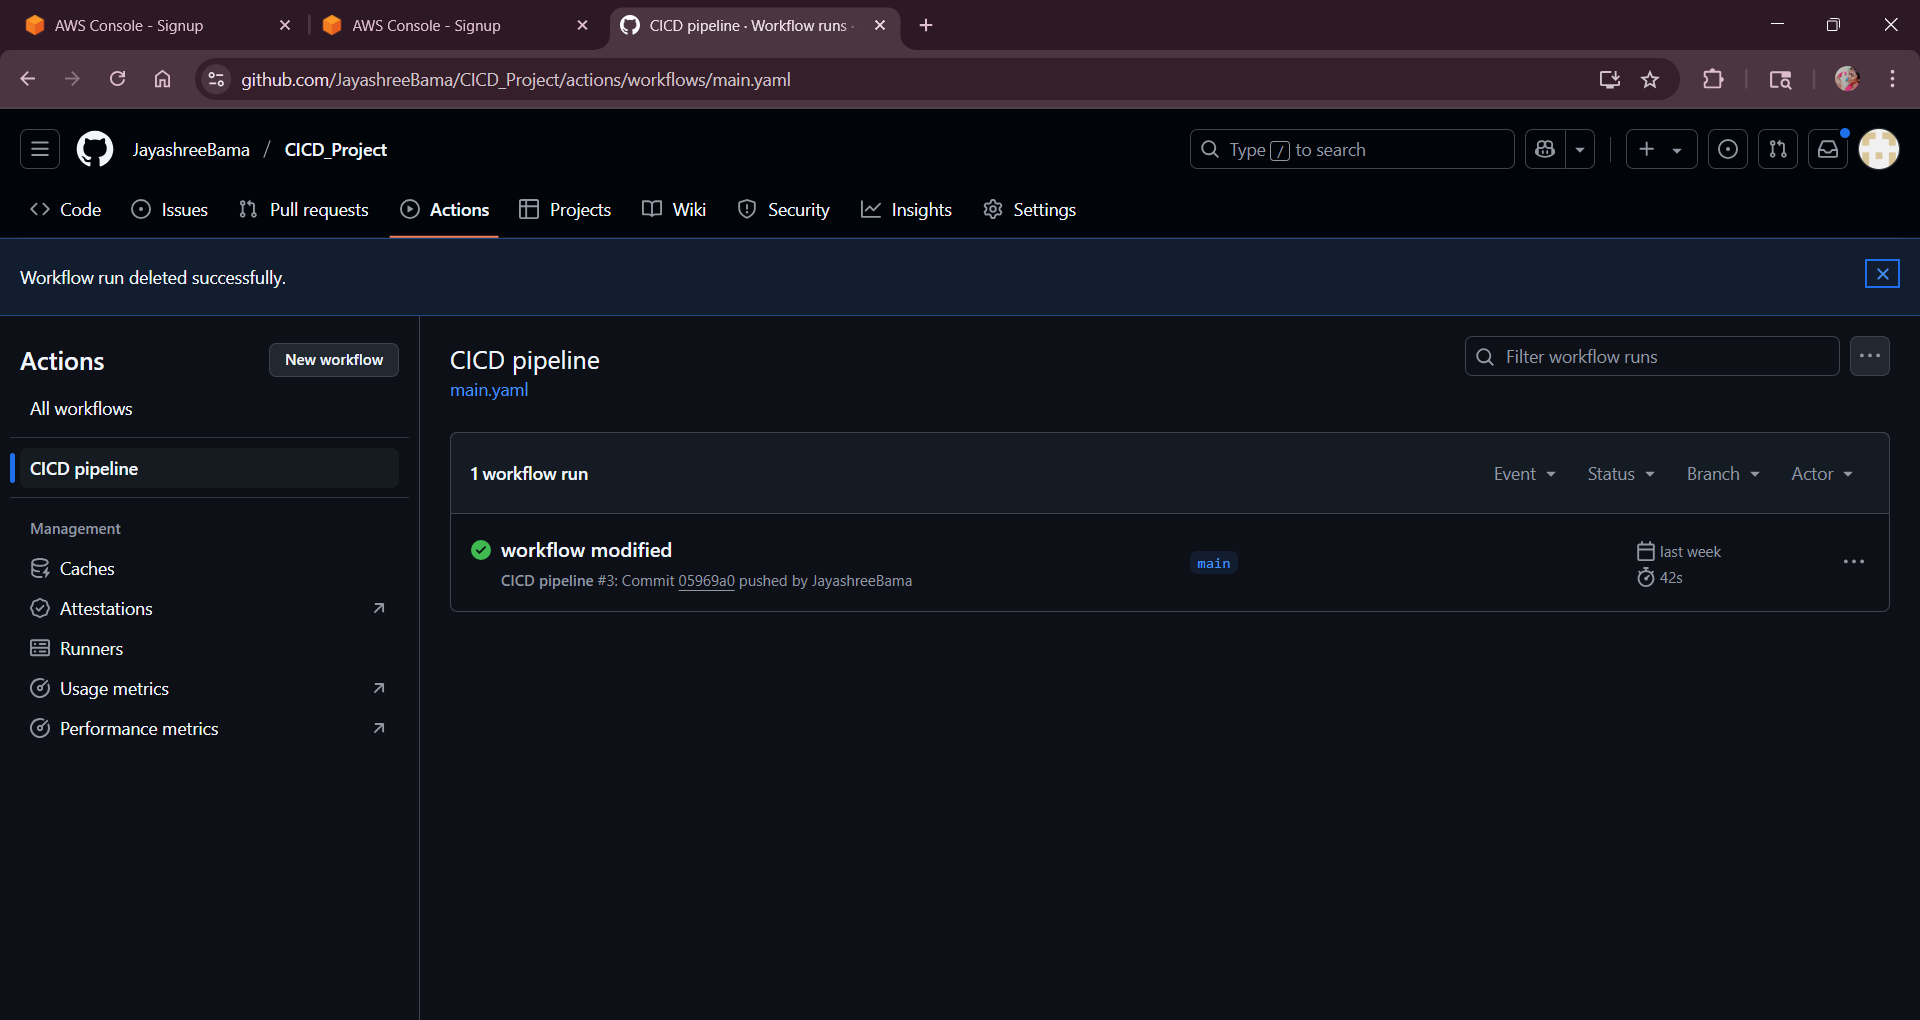 AWS Console - Signup
AWS Console - Signup
CICD pipeline · Workflow runs ·
github.com/JayashreeBama/CICD_Project/actions/workflows/main.yaml
JayashreeBama / CICD_Project
Type / to search
Code
Issues
Pull requests
Actions
Projects
Wiki
Security
Insights
Settings
Workflow run deleted successfully.
Actions
New workflow
All workflows
CICD pipeline
Management
Caches
Attestations
Runners
Usage metrics
Performance metrics
CICD pipeline
main.yaml
Filter workflow runs
1 workflow run
Event
Status
Branch
Actor
workflow modified
CICD pipeline #3: Commit 05969a0 pushed by JayashreeBama
main
last week
42s